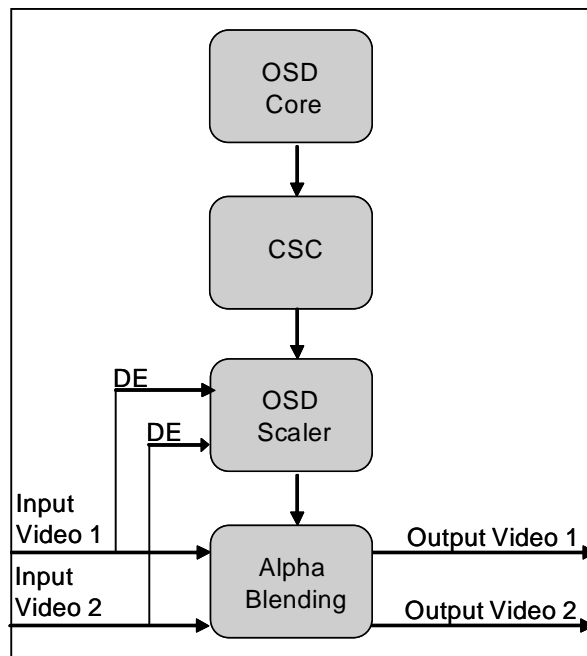 OSD
Core
CSC
DE
OSD
Scaler
DE
Input
Video 1
Output Video 1
Alpha
Blending
Input
Video 2
Output Video 2